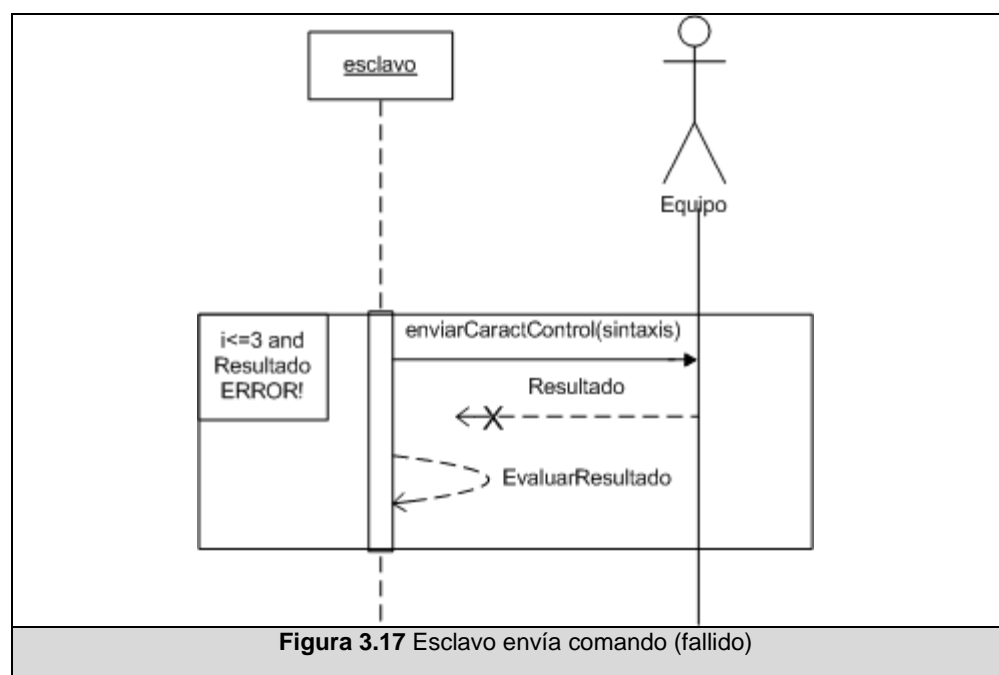 esclavo
Equipo
i<=3 and
Resultado
ERROR!
enviarCaractControl(sintaxis)
Resultado
EvaluarResultado
Figura 3.17 Esclavo envía comando (fallido)